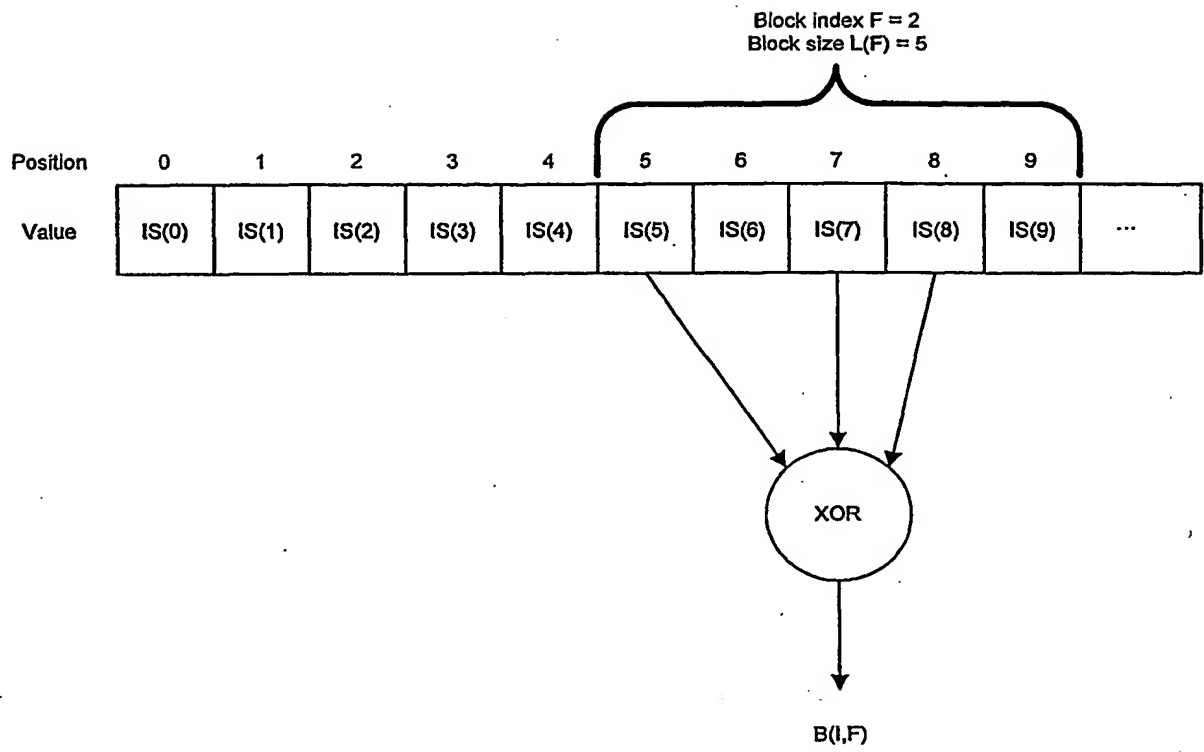 Block index F = 2
Block size L(F) = 5
Position 0 1 2 3 4 5 6 7 8 9
Value IS(0) IS(1) IS(2) IS(3) IS(4) IS(5) IS(6) IS(7) IS(8) IS(9) ...
XOR
B(I,F)